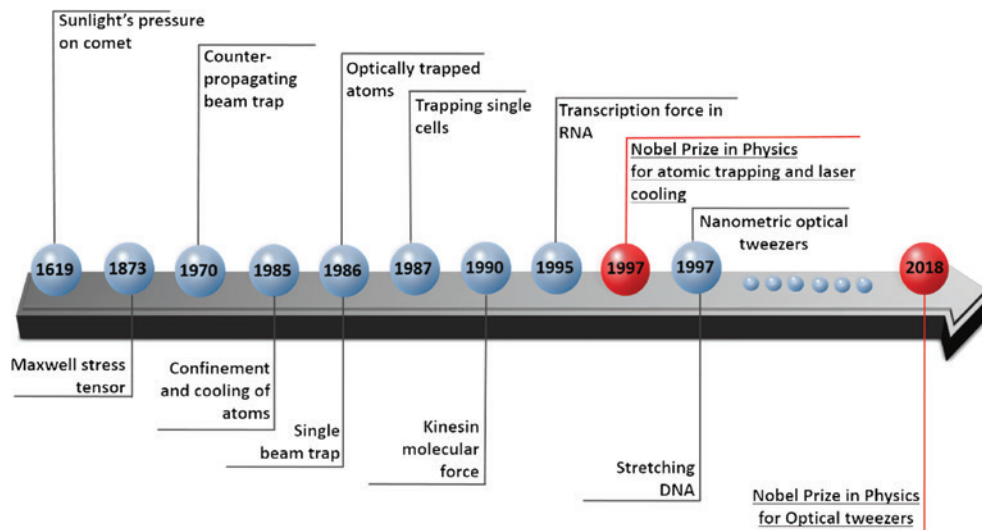 Sunlight's pressure
on comet
Counter-
propagating
beam trap
Optically trapped
atoms
Trapping single
cells
Transcription force in
RNA
Nobel Prize in Physics
for atomic trapping and laser
cooling
Nanometric optical
tweezers
1619
1873
1970
1985
1986
1987
1990
1995
1997
1997
2018
Maxwell stress
tensor
Confinement
and cooling of
atoms
Single
beam trap
Kinesin
molecular
force
Stretching
DNA
Nobel Prize in Physics
for Optical tweezers